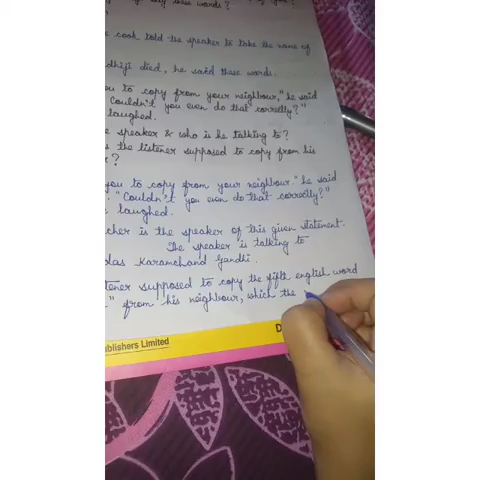 these words?
cook told the speaker to take the name of
dhiji died, he said these words.
you to copy from your neighbour," he said
Couldn't you even do that correctly?"
laughed.
e speaker & who is he talking to?
s the listener supposed to copy from his
r?
you to copy from your neighbour." he said
. "Couldn't you even do that correctly?"
e laughed.
cher is the speaker of this given statement.
The speaker is talking to
das Karamchand Gandhi.
tener supposed to copy the fifth english word
" from his neighbour, which the
ublishers Limited
D